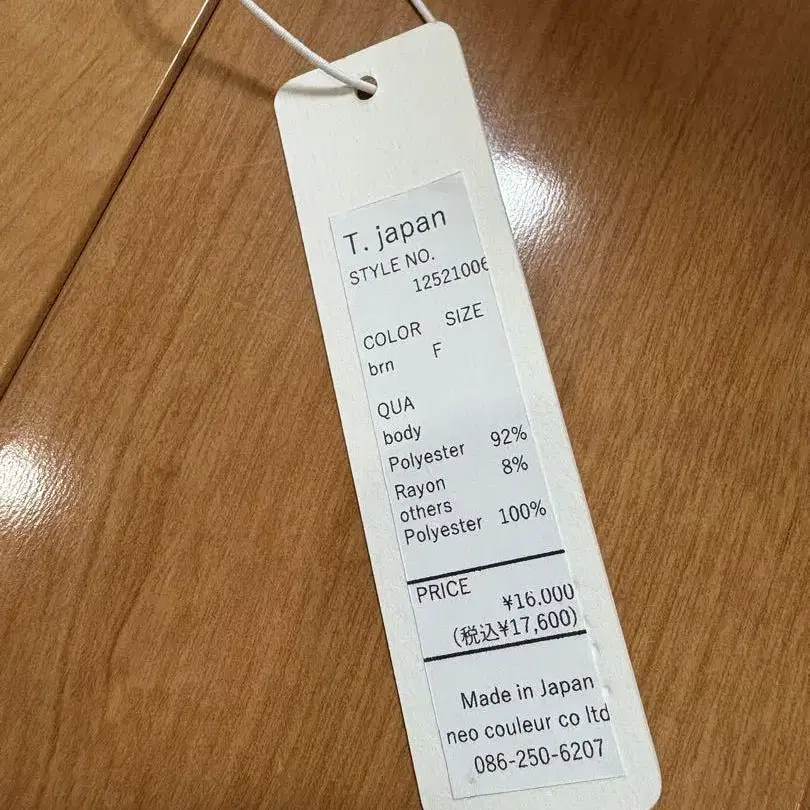 T. japan
STYLE NO.
12521006
COLOR SIZE
brn F
QUA
body
Polyester 92%
Rayon 8%
others
Polyester 100%
PRICE
¥16.000
(税込¥17,600)
Made in Japan
neo couleur co ltd
086-250-6207